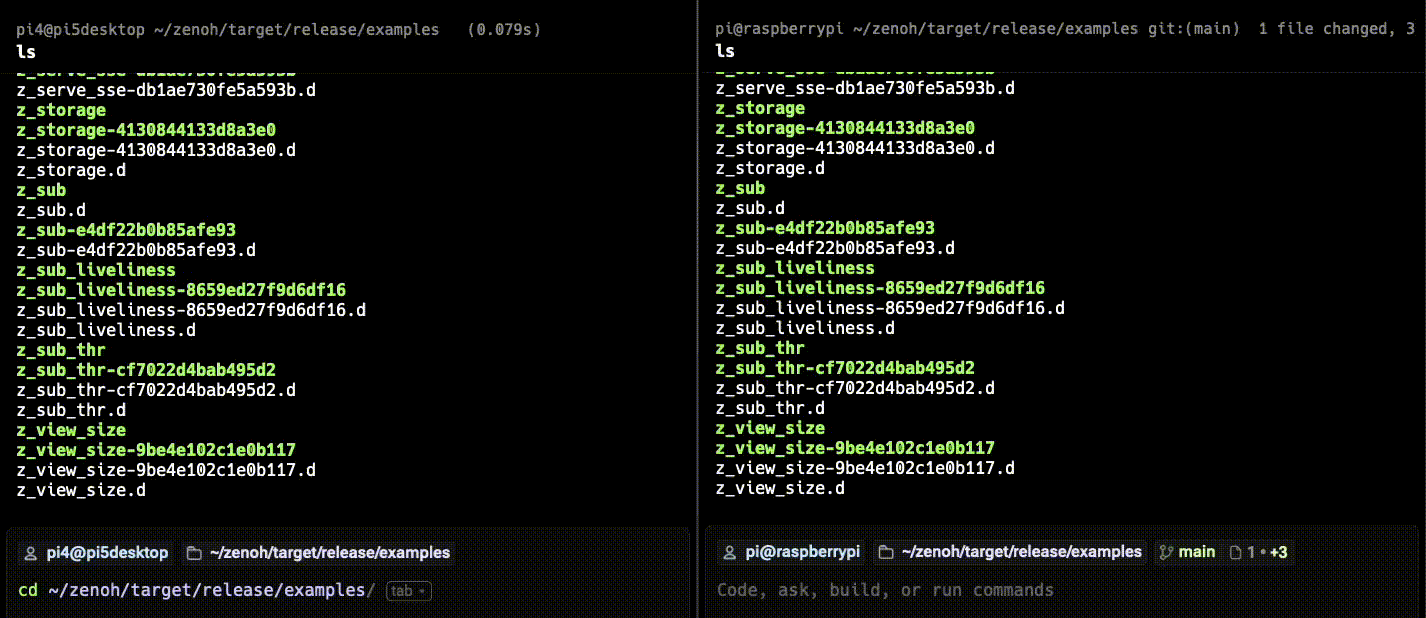 pi4@pi5desktop ~/zenoh/target/release/examples (0.079s)
ls
z_serve_sse-db1ae730fe5a593b
z_serve_sse-db1ae730fe5a593b.d
z_storage
z_storage-4130844133d8a3e0
z_storage-4130844133d8a3e0.d
z_storage.d
z_sub
z_sub.d
z_sub-e4df22b0b85afe93
z_sub-e4df22b0b85afe93.d
z_sub_liveliness
z_sub_liveliness-8659ed27f9d6df16
z_sub_liveliness-8659ed27f9d6df16.d
z_sub_liveliness.d
z_sub_thr
z_sub_thr-cf7022d4bab495d2
z_sub_thr-cf7022d4bab495d2.d
z_sub_thr.d
z_view_size
z_view_size-9be4e102c1e0b117
z_view_size-9be4e102c1e0b117.d
z_view_size.d
pi4@pi5desktop ~/zenoh/target/release/examples
cd ~/zenoh/target/release/examples/ tab
pi@raspberrypi ~/zenoh/target/release/examples git:(main) 1 file changed, 3
ls
z_serve_sse-db1ae730fe5a593b.d
z_storage
z_storage-4130844133d8a3e0
z_storage-4130844133d8a3e0.d
z_storage.d
z_sub
z_sub.d
z_sub-e4df22b0b85afe93
z_sub-e4df22b0b85afe93.d
z_sub_liveliness
z_sub_liveliness-8659ed27f9d6df16
z_sub_liveliness-8659ed27f9d6df16.d
z_sub_liveliness.d
z_sub_thr
z_sub_thr-cf7022d4bab495d2
z_sub_thr-cf7022d4bab495d2.d
z_sub_thr.d
z_view_size
z_view_size-9be4e102c1e0b117
z_view_size-9be4e102c1e0b117.d
z_view_size.d
pi@raspberrypi ~/zenoh/target/release/examples main 1 • +3
Code, ask, build, or run commands